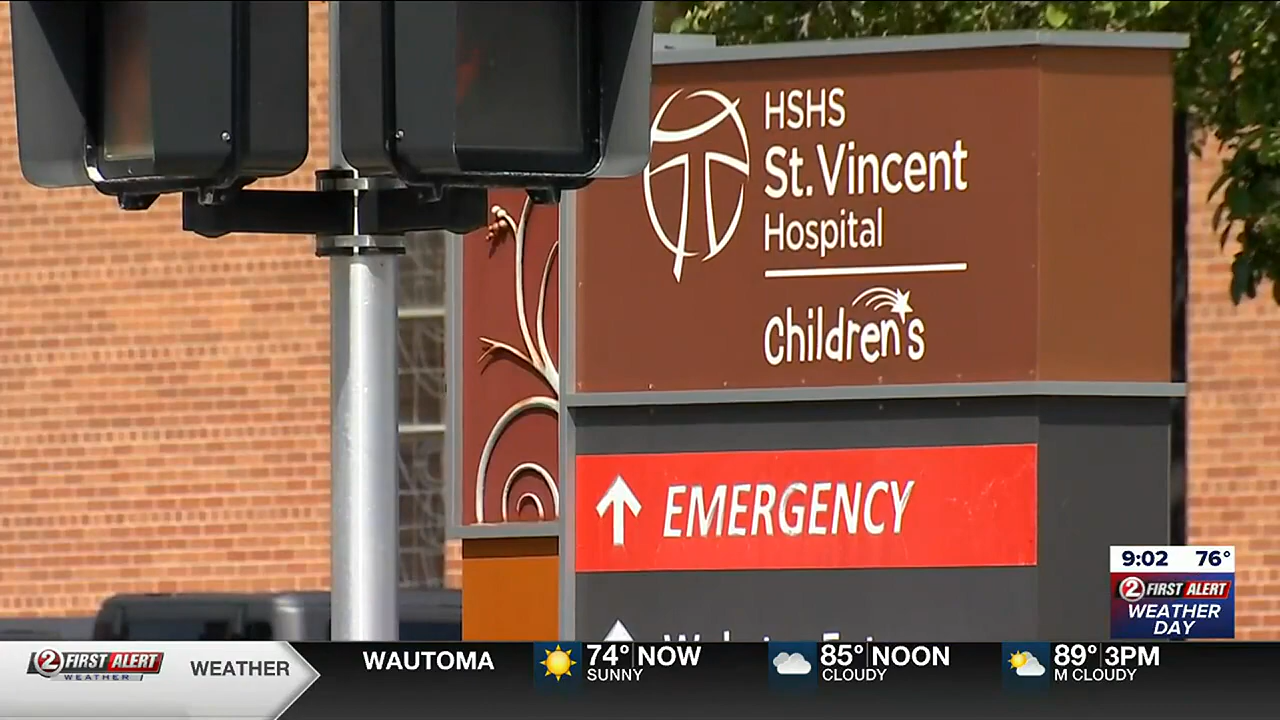 HSHS
St. Vincent
Hospital
Children's
EMERGENCY
9:02 76°
2 FIRST ALERT
WEATHER
DAY
2 FIRST ALERT
WEATHER
WEATHER
WAUTOMA
74° NOW
SUNNY
85° NOON
CLOUDY
89° 3PM
M CLOUDY